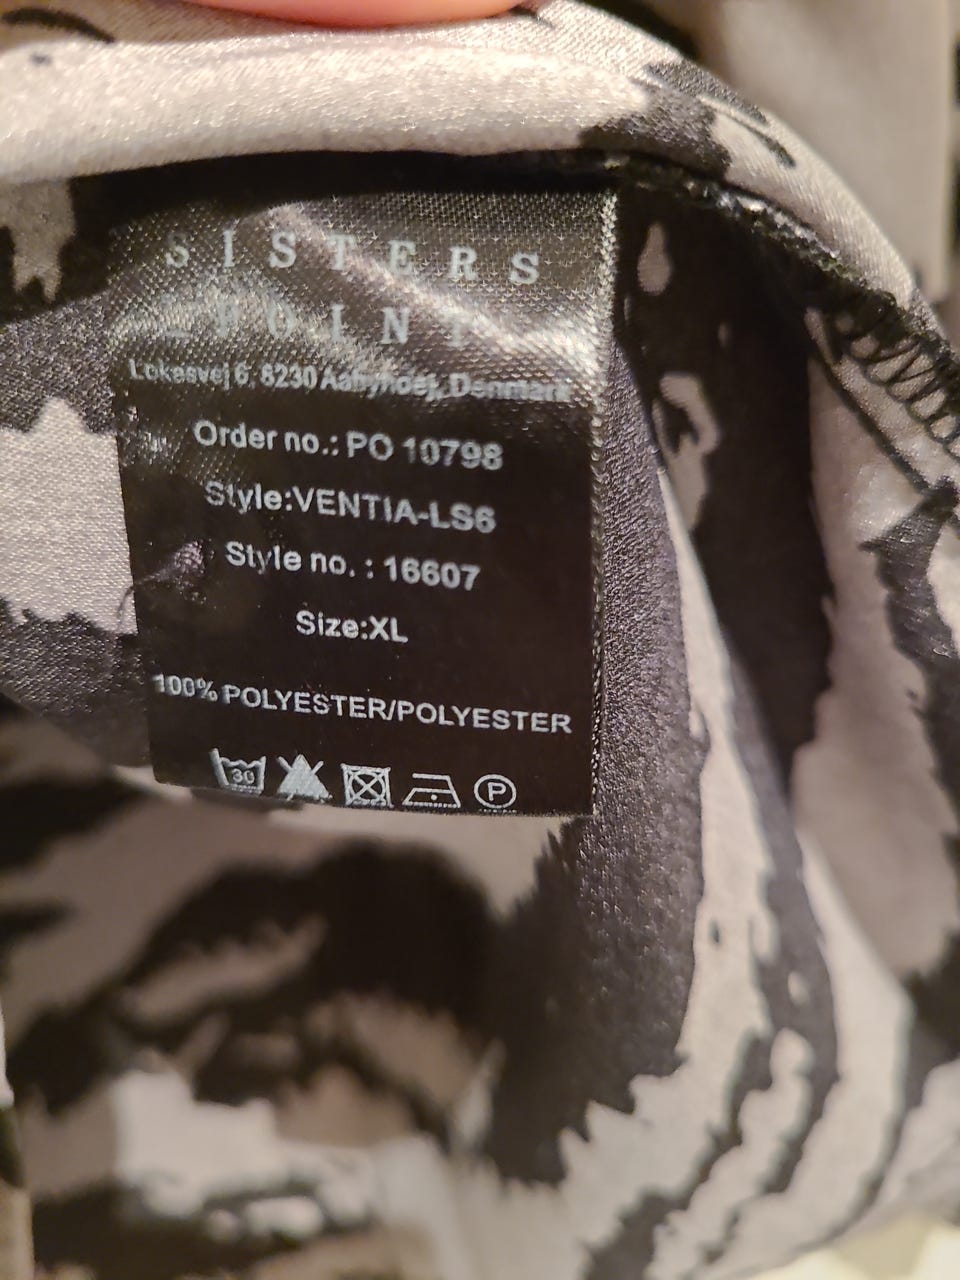 SISTERS
POINT
Lokesvej 6, 8230 Aabyhoej, Denmark
Order no.: PO 10798
Style:VENTIA-LS6
Style no. : 16607
Size:XL
100% POLYESTER/POLYESTER
30 P